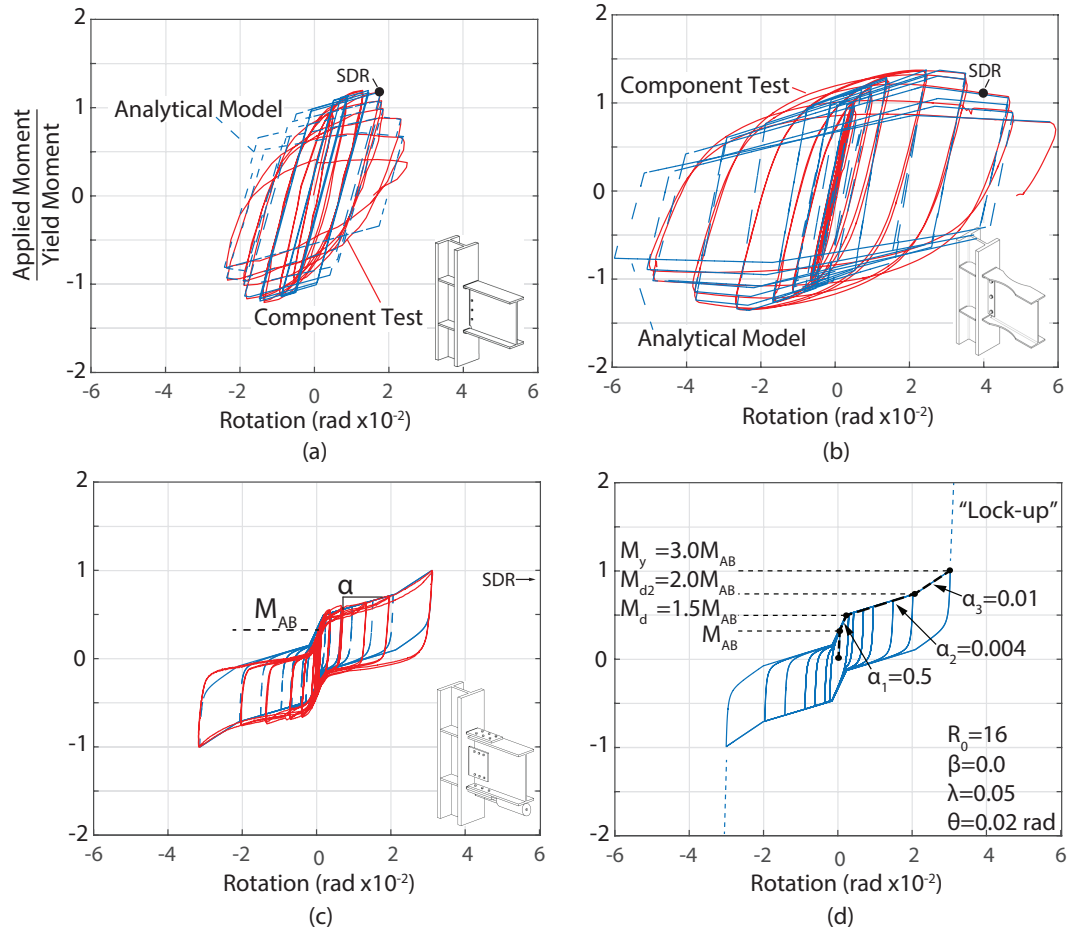 2
1
0
-1
-2
Applied Moment
Yield Moment
SDR
Analytical Model
Component Test
-6 -4 -2 0 2 4 6
Rotation (rad x10⁻²)
(a)
2
1
0
-1
-2
Component Test
SDR
Analytical Model
-6 -4 -2 0 2 4 6
Rotation (rad x10⁻²)
(b)
2
1
0
-1
-2
SDR
α
M_AB
-6 -4 -2 0 2 4 6
Rotation (rad x10⁻²)
(c)
2
1
0
-1
-2
"Lock-up"
M_y =3.0M_AB
M_d2=2.0M_AB
M_d =1.5M_AB
M_AB
α₃=0.01
α₂=0.004
α₁=0.5
R₀=16
β=0.0
λ=0.05
θ=0.02 rad
-6 -4 -2 0 2 4 6
Rotation (rad x10⁻²)
(d)